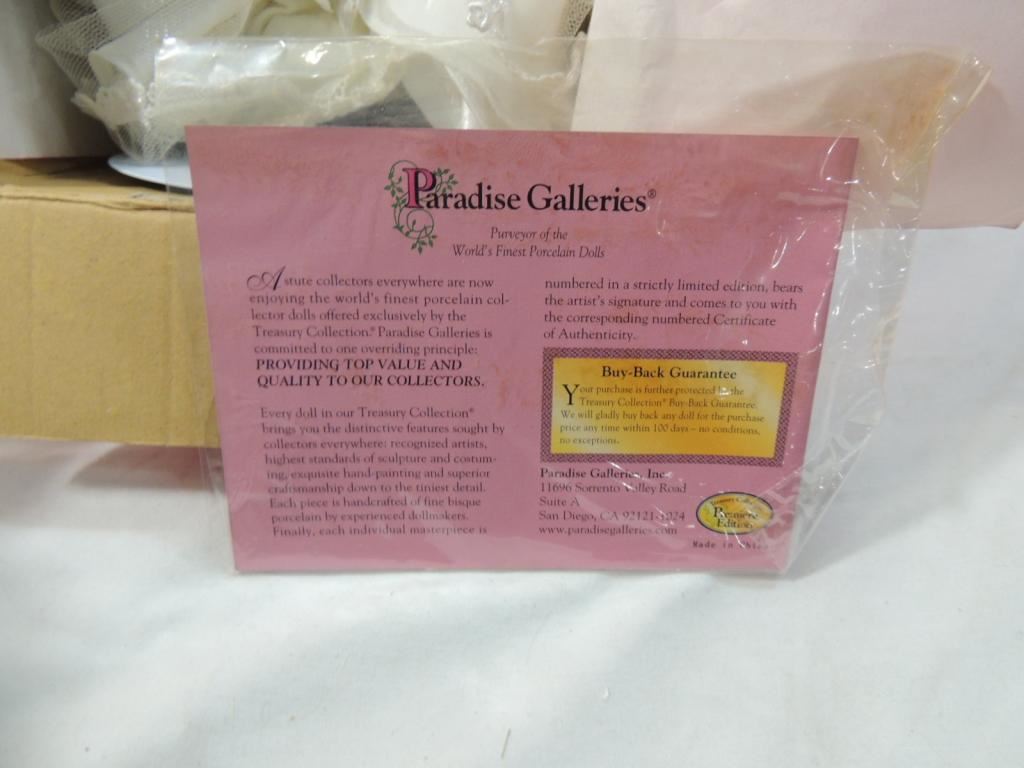 Paradise Galleries®
Purveyor of the
World's Finest Porcelain Dolls
Astute collectors everywhere are now
enjoying the world's finest porcelain col-
lector dolls offered exclusively by the
Treasury Collection.® Paradise Galleries is
committed to one overriding principle:
PROVIDING TOP VALUE AND
QUALITY TO OUR COLLECTORS.
Every doll in our Treasury Collection®
brings you the distinctive features sought by
collectors everywhere: recognized artists,
highest standards of sculpture and costum-
ing, exquisite hand-painting and superior
craftsmanship down to the tiniest detail.
Each piece is handcrafted of fine bisque
porcelain by experienced dollmakers.
Finally, each individual masterpiece is
numbered in a strictly limited edition, bears
the artist's signature and comes to you with
the corresponding numbered Certificate
of Authenticity.
Buy-Back Guarantee
Your purchase is further protected by the
Treasury Collection® Buy-Back Guarantee.
We will gladly buy back any doll for the purchase
price any time within 100 days – no conditions,
no exceptions.
Paradise Galleries, Inc.
11696 Sorrento Valley Road
Suite A
San Diego, CA 92121-1024
www.paradisegalleries.com
Treasury Collection
Premiere
Edition
Made in China